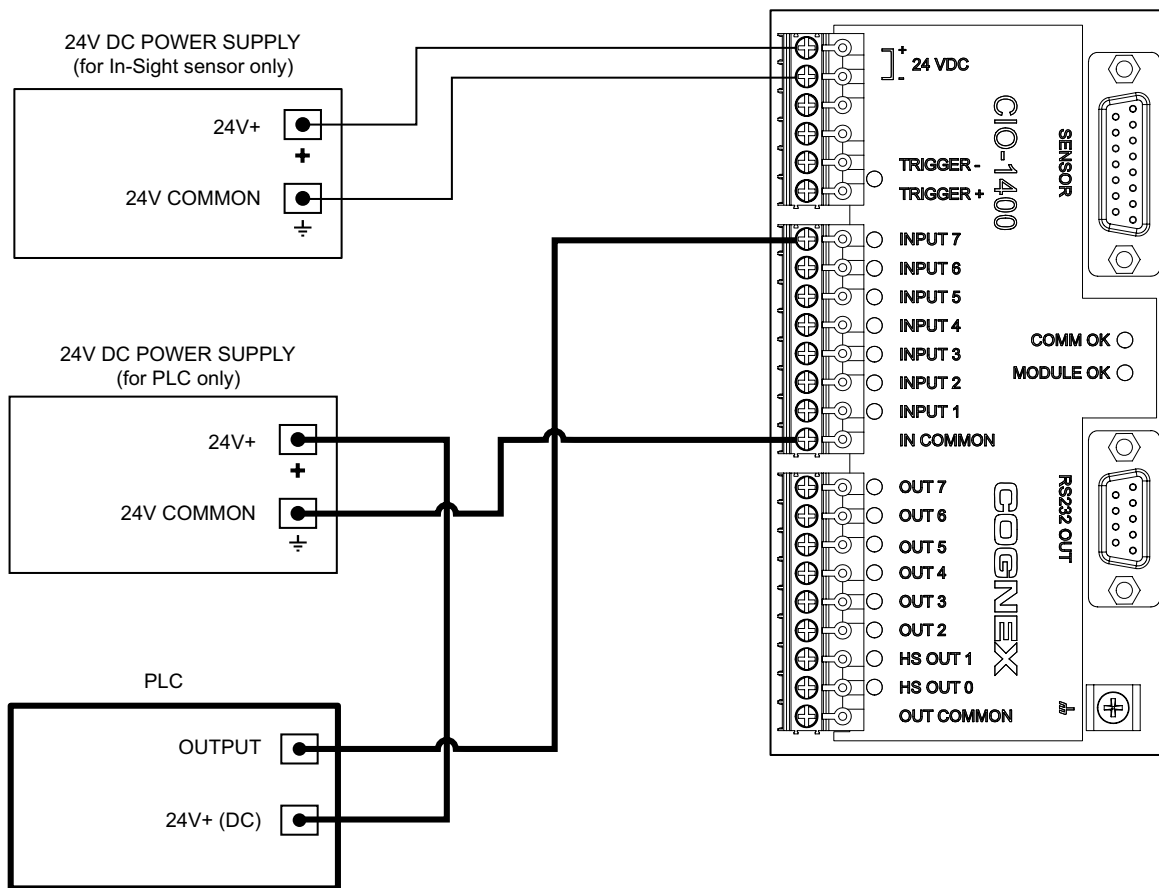 24V DC POWER SUPPLY
(for In-Sight sensor only)
24V+
+
24V COMMON
24V DC POWER SUPPLY
(for PLC only)
24V+
+
24V COMMON
PLC
OUTPUT
24V+ (DC)
+
24 VDC
-
TRIGGER -
TRIGGER +
INPUT 7
INPUT 6
INPUT 5
INPUT 4
INPUT 3
INPUT 2
INPUT 1
IN COMMON
OUT 7
OUT 6
OUT 5
OUT 4
OUT 3
OUT 2
HS OUT 1
HS OUT 0
OUT COMMON
CIO-1400
COGNEX
SENSOR
COMM OK
MODULE OK
RS232 OUT